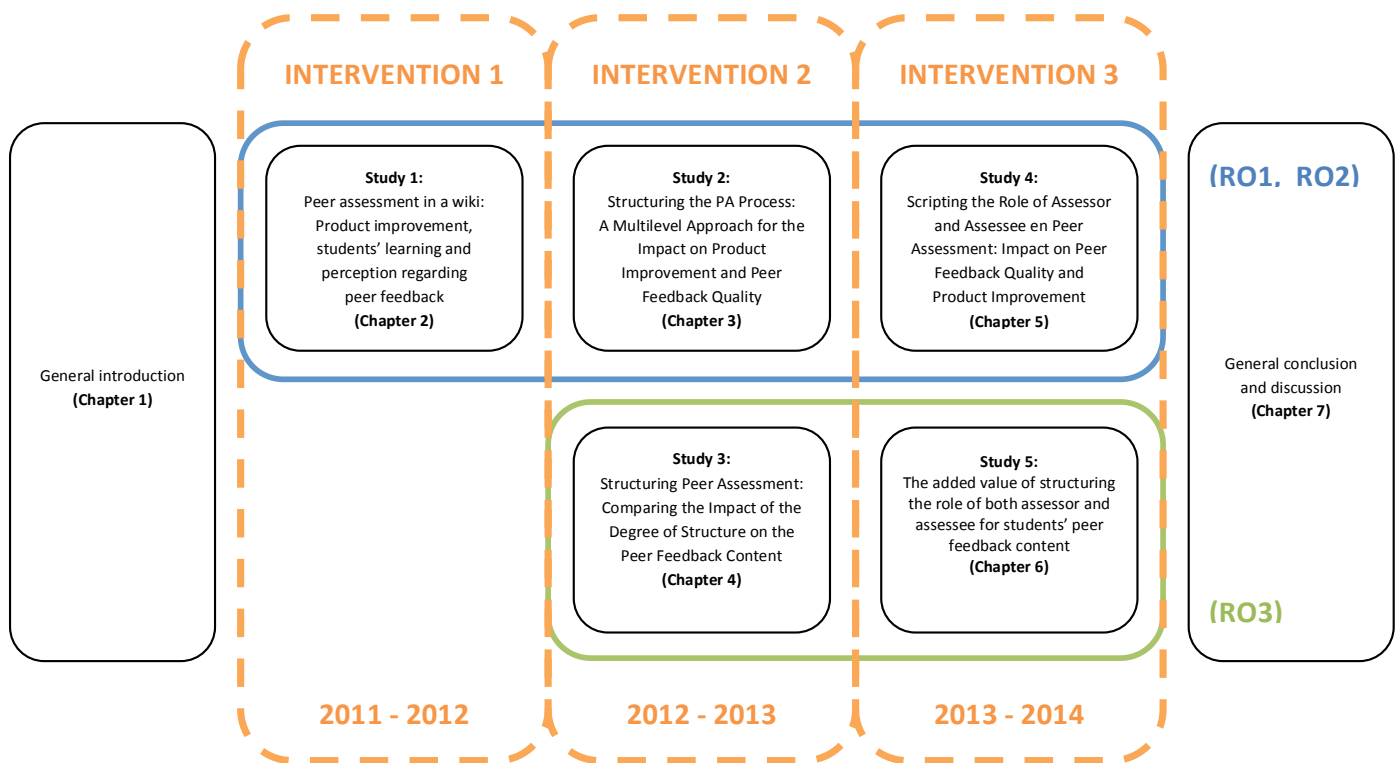 INTERVENTION 1
INTERVENTION 2
INTERVENTION 3
General introduction
(Chapter 1)
Study 1:
Peer assessment in a wiki:
Product improvement,
students’ learning and
perception regarding
peer feedback
(Chapter 2)
Study 2:
Structuring the PA Process:
A Multilevel Approach for the
Impact on Product
Improvement and Peer
Feedback Quality
(Chapter 3)
Study 4:
Scripting the Role of Assessor
and Assessee en Peer
Assessment: Impact on Peer
Feedback Quality and
Product Improvement
(Chapter 5)
(RO1, RO2)
General conclusion
and discussion
(Chapter 7)
Study 3:
Structuring Peer Assessment:
Comparing the Impact of the
Degree of Structure on the
Peer Feedback Content
(Chapter 4)
Study 5:
The added value of structuring
the role of both assessor and
assessee for students’ peer
feedback content
(Chapter 6)
(RO3)
2011 - 2012
2012 - 2013
2013 - 2014